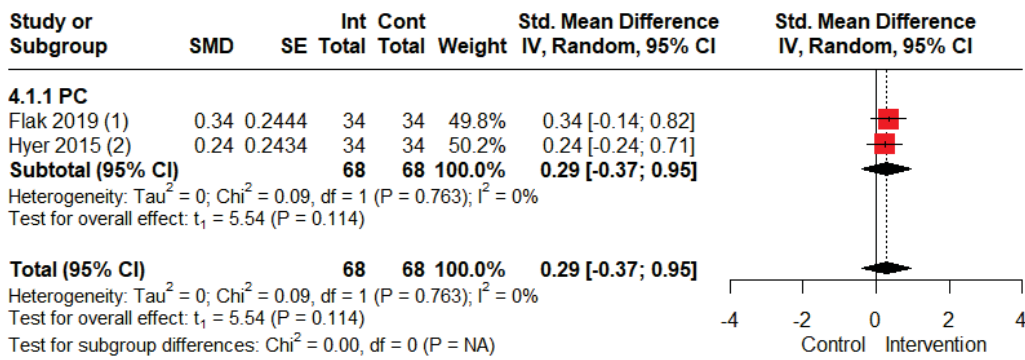 Study or Int Cont Std. Mean Difference Std. Mean Difference
Subgroup SMD SE Total Total Weight IV, Random, 95% CI IV, Random, 95% CI
4.1.1 PC
Flak 2019 (1) 0.34 0.2444 34 34 49.8% 0.34 [-0.14; 0.82]
Hyer 2015 (2) 0.24 0.2434 34 34 50.2% 0.24 [-0.24; 0.71]
Subtotal (95% CI) 68 68 100.0% 0.29 [-0.37; 0.95]
Heterogeneity: Tau² = 0; Chi² = 0.09, df = 1 (P = 0.763); I² = 0%
Test for overall effect: t₁ = 5.54 (P = 0.114)
Total (95% CI) 68 68 100.0% 0.29 [-0.37; 0.95]
Heterogeneity: Tau² = 0; Chi² = 0.09, df = 1 (P = 0.763); I² = 0%
Test for overall effect: t₁ = 5.54 (P = 0.114)
Test for subgroup differences: Chi² = 0.00, df = 0 (P = NA)
-4 -2 0 2 4
Control Intervention